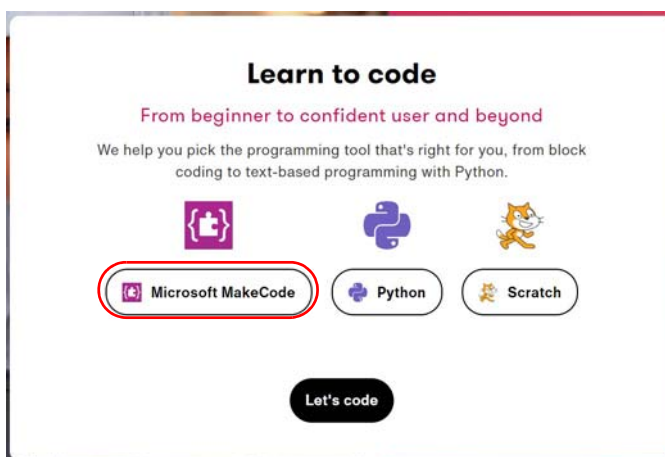 Learn to code
From beginner to confident user and beyond
We help you pick the programming tool that's right for you, from block
coding to text-based programming with Python.
Microsoft MakeCode
Python
Scratch
Let's code